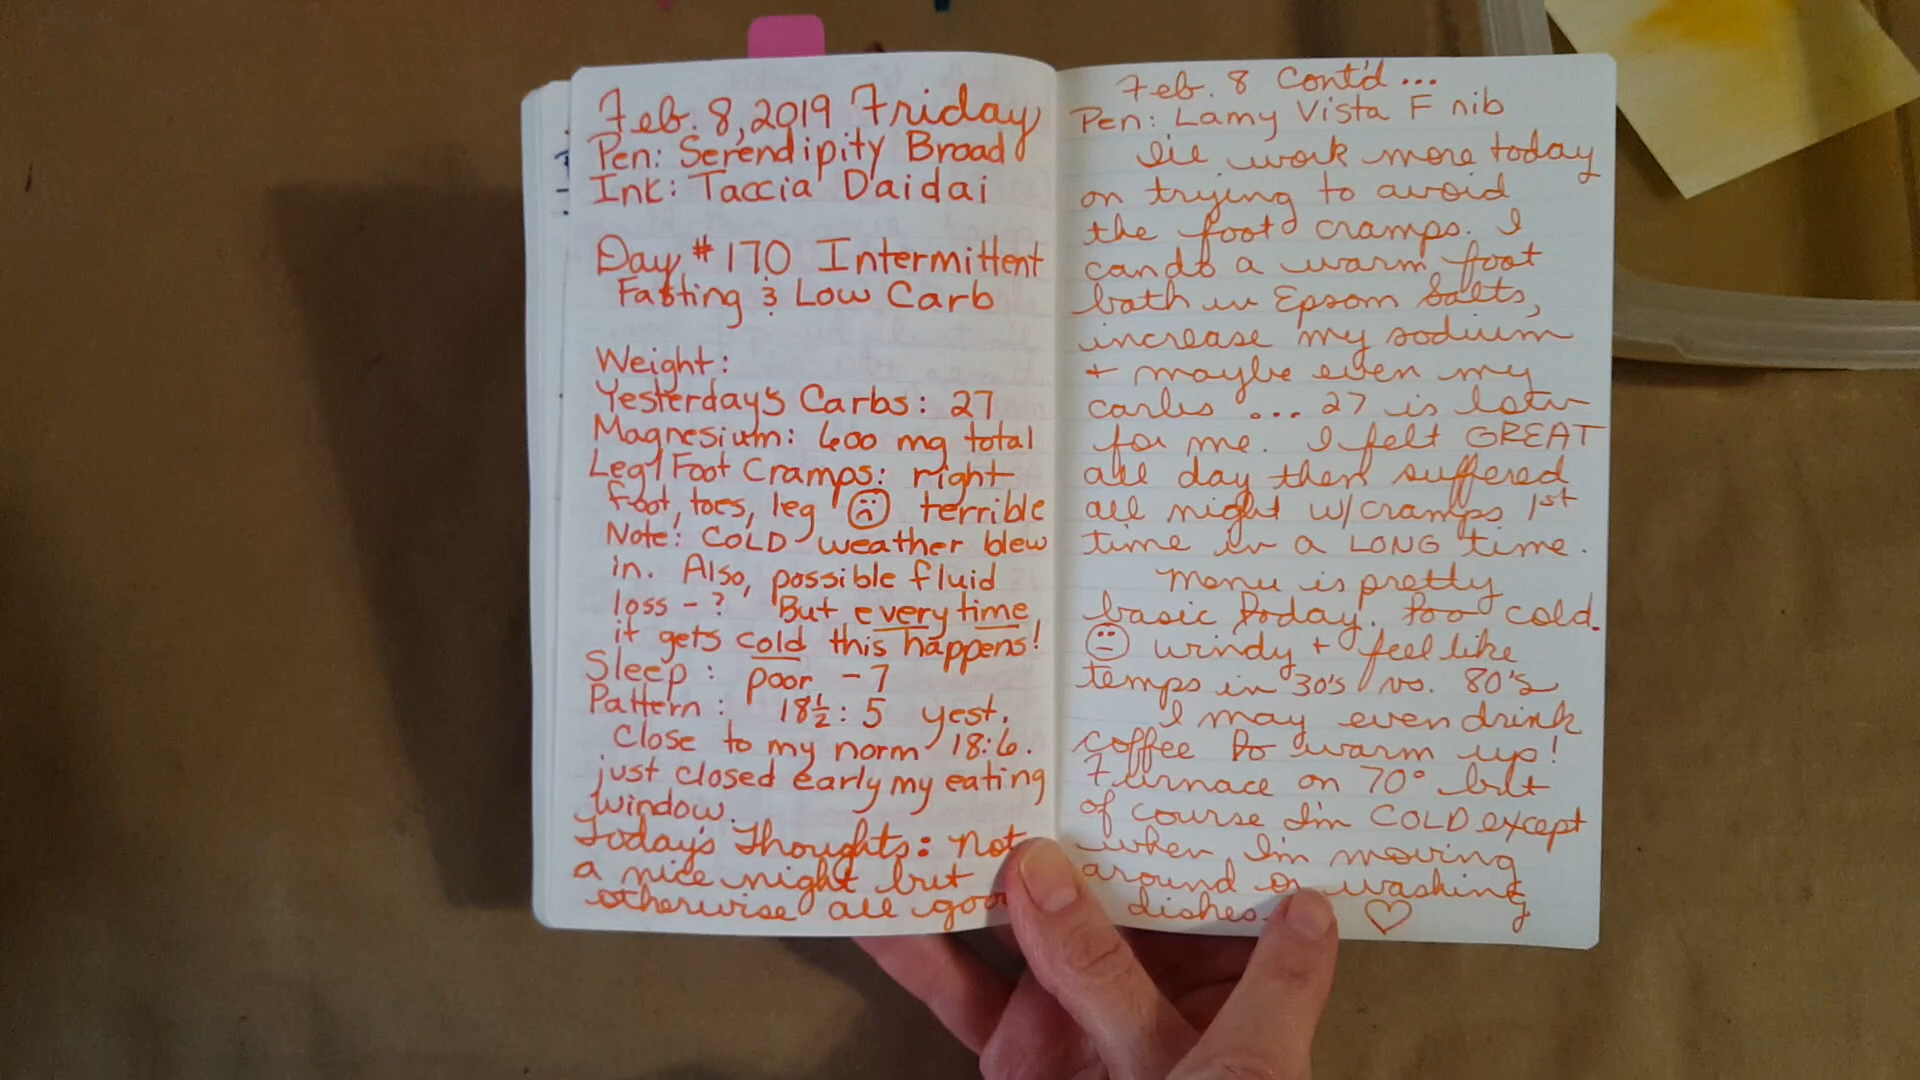 Feb. 8, 2019 Friday
Pen: Serendipity Broad
Ink: Taccia Daidai
Day #170 Intermittent
Fasting & Low Carb
Weight:
Yesterday's Carbs: 27
Magnesium: 600 mg total
Leg/Foot Cramps: right
foot, toes, leg ☹ terrible
Note: COLD weather blew
in. Also, possible fluid
loss - ? But every time
it gets cold this happens!
Sleep: poor - 7
Pattern: 18½:5 yest.
Close to my norm 18:6.
just closed early my eating
window.
Today's Thoughts: not
a nice night but
otherwise all good
Feb. 8 Cont'd...
Pen: Lamy Vista F nib
I'll work more today
on trying to avoid
the foot cramps. I
can do a warm foot
bath in Epsom Salts,
increase my sodium
+ maybe even my
carbs ... 27 is low
for me. I felt GREAT
all day then suffered
all night w/cramps 1st
time in a LONG time.
Menu is pretty
basic today. Too cold.
☹ windy + feel like
temps in 30's vs. 80's
I may even drink
coffee to warm up!
Furnace on 70° but
of course I'm COLD except
when I'm moving
around or washing
dishes. ♡